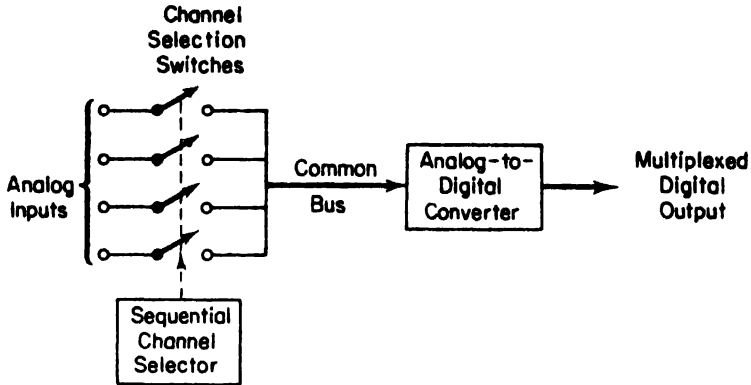 Channel
Selection
Switches
Analog
Inputs
Common
Bus
Analog-to-
Digital
Converter
Multiplexed
Digital
Output
Sequential
Channel
Selector